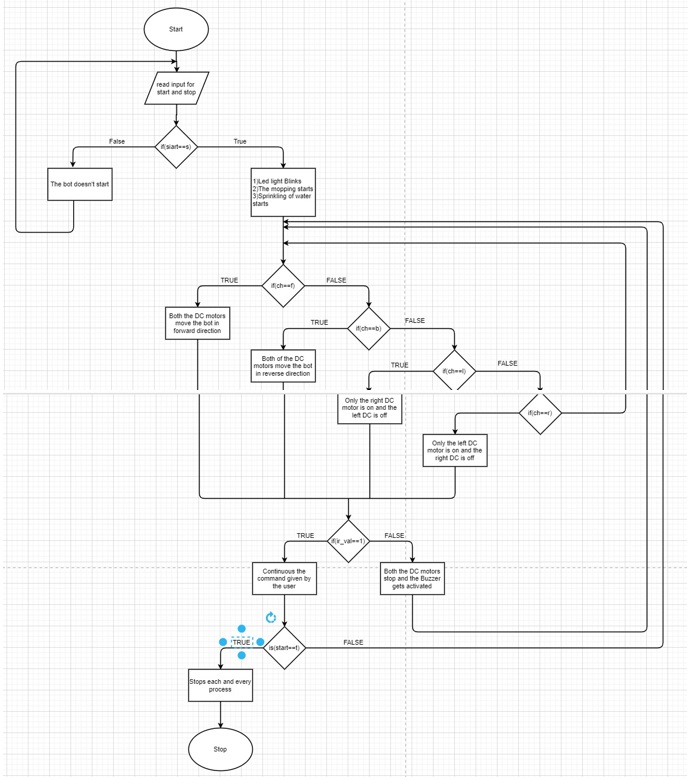 Start
read input for
start and stop
if(start==s)
False
True
The bot doesn't start
1)Led light Blinks
2)The mopping starts
3)Sprinkling of water
starts
if(ch==f)
TRUE
FALSE
Both the DC motors
move the bot in
forward direction
if(ch==b)
TRUE
FALSE
Both of the DC
motors move the bot
in reverse direction
if(ch==l)
TRUE
FALSE
Only the right DC
motor is on and the
left DC is off
if(ch==r)
Only the left DC
motor is on and the
right DC is off
if(ir_val==1)
TRUE
FALSE
Continuous the
command given by
the user
Both the DC motors
stop and the Buzzer
gets activated
is(start==t)
TRUE
FALSE
Stops each and every
process
Stop